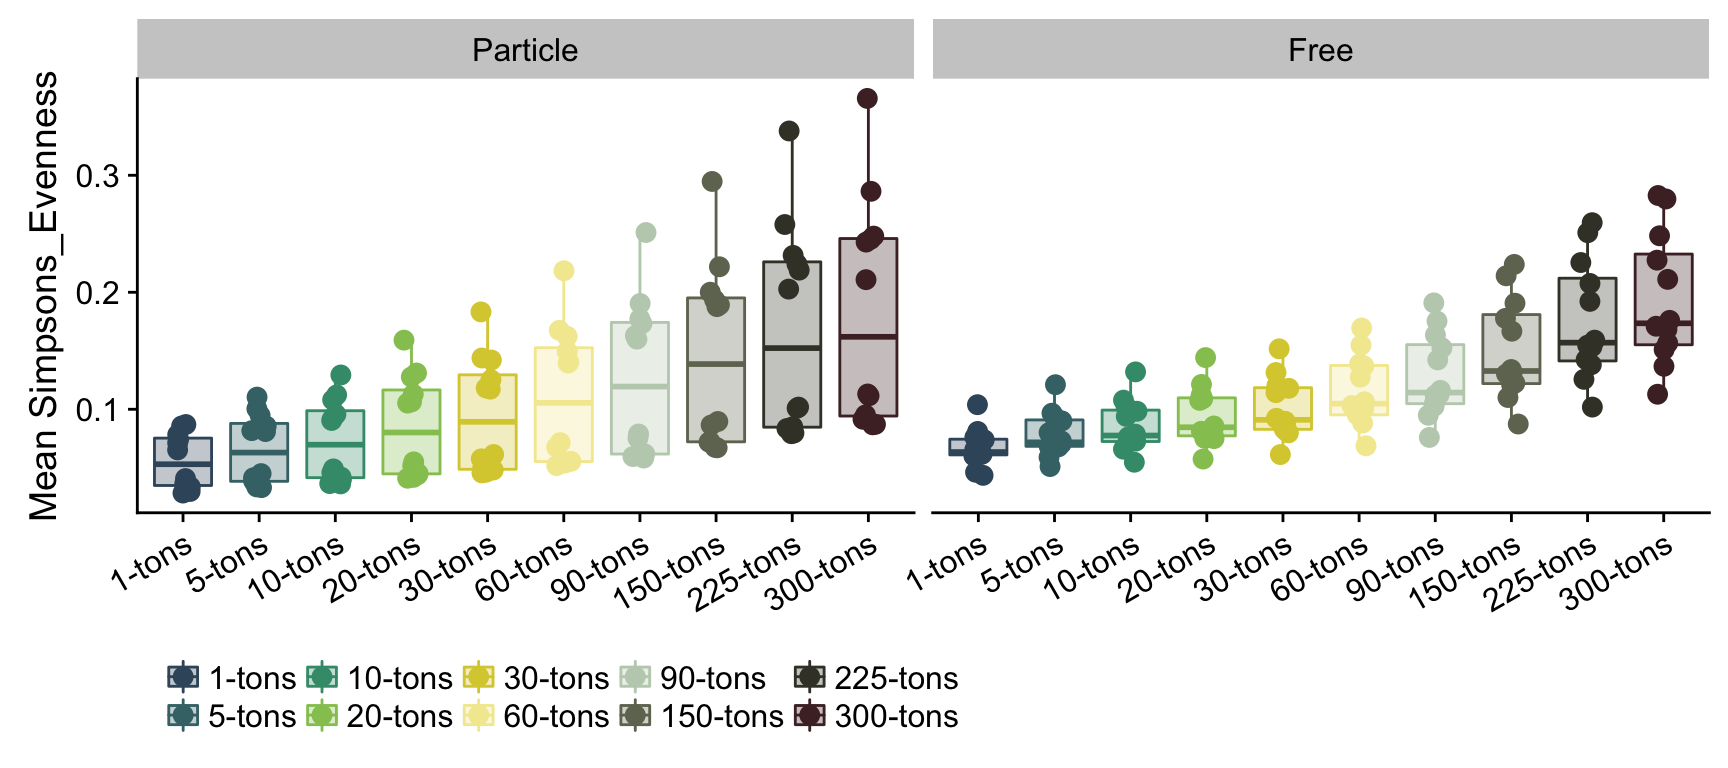 Particle
Free
Mean Simpsons_Evenness
0.3
0.2
0.1
1-tons 5-tons 10-tons 20-tons 30-tons 60-tons 90-tons 150-tons 225-tons 300-tons
1-tons 5-tons 10-tons 20-tons 30-tons 60-tons 90-tons 150-tons 225-tons 300-tons
1-tons 10-tons 30-tons 90-tons 225-tons
5-tons 20-tons 60-tons 150-tons 300-tons